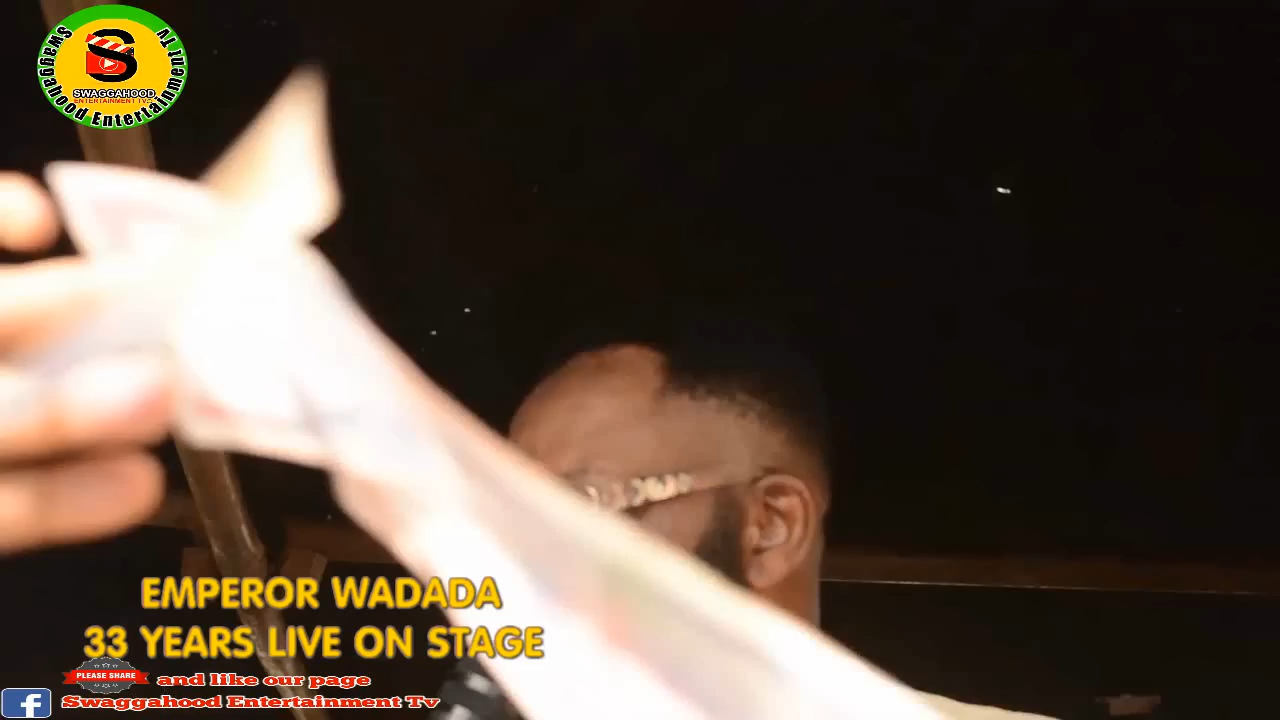 Swaggahood Entertainment Tv
S
SWAGGAHOOD
ENTERTAINMENT TV
EMPEROR WADADA
33 YEARS LIVE ON STAGE
PLEASE SHARE
and like our page
f
Swaggahood Entertainment Tv